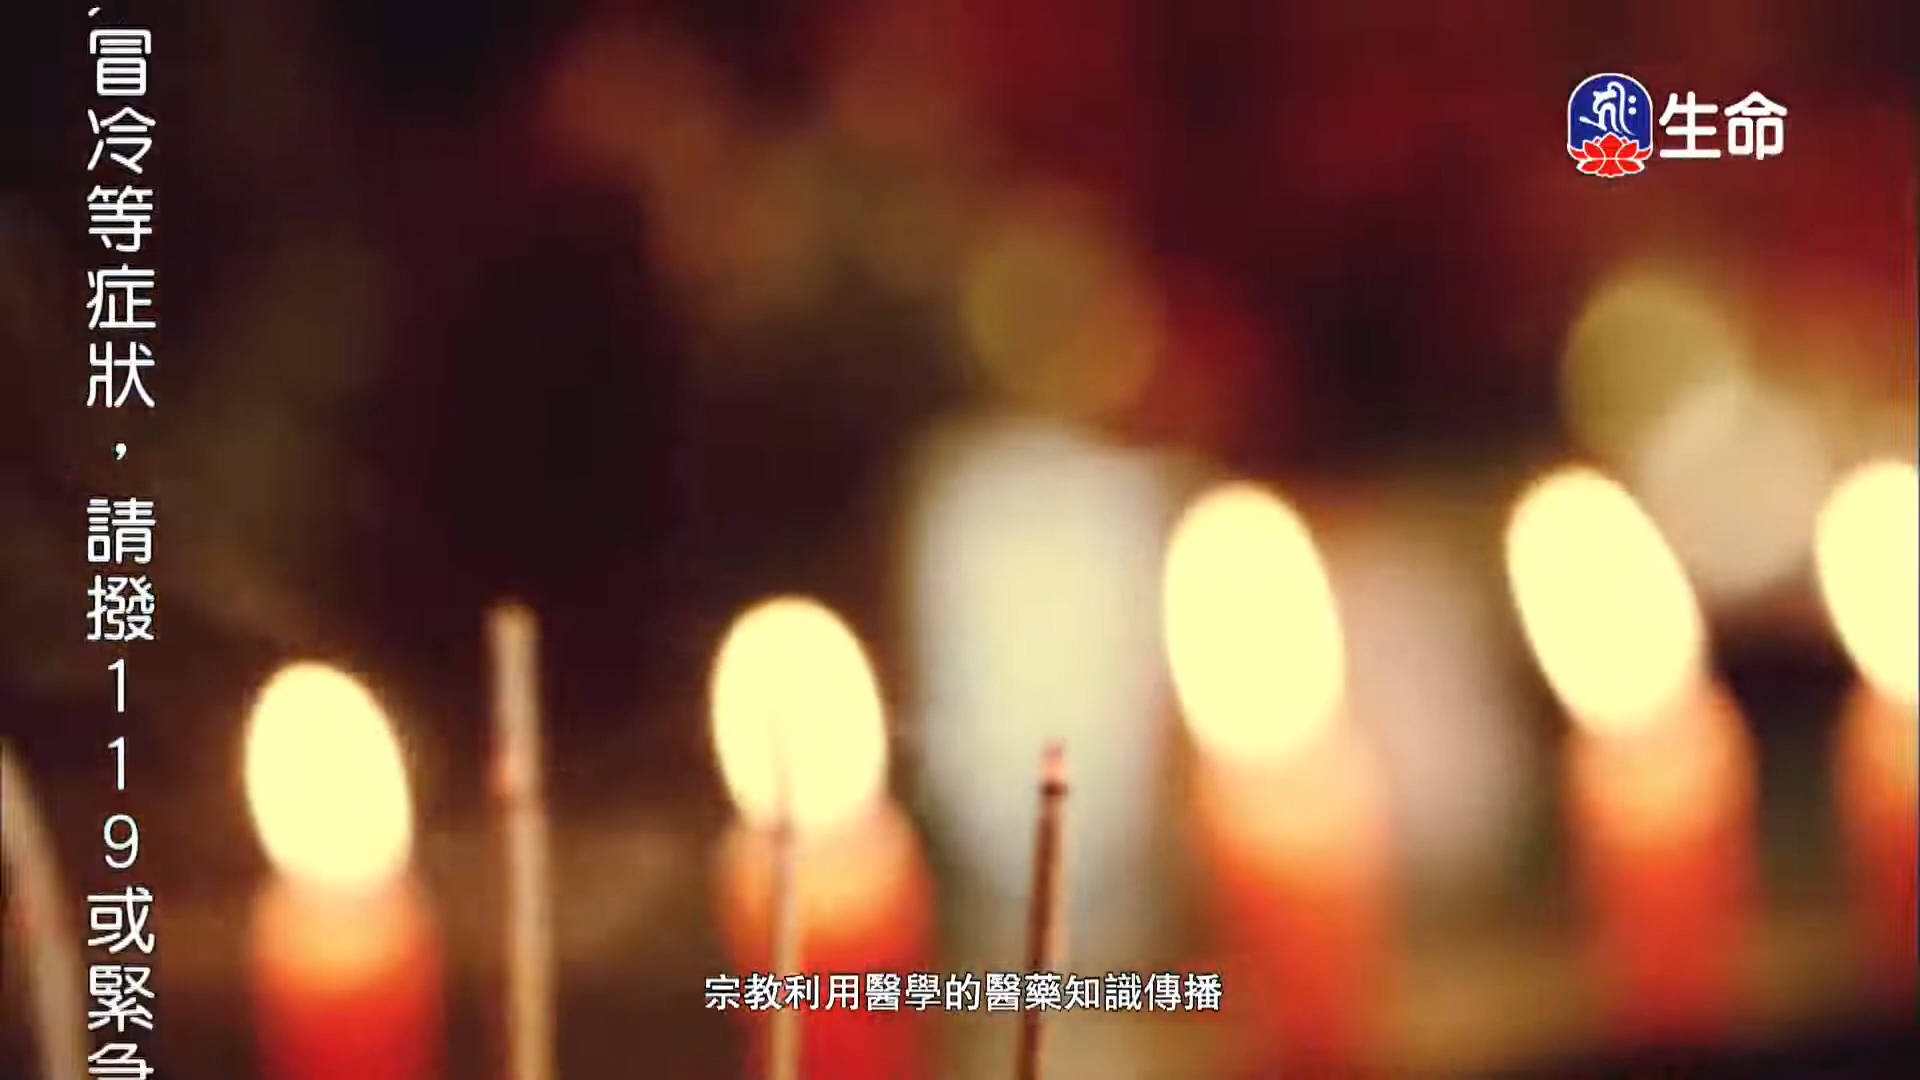 冒冷等症狀，請撥119或緊急
生命
宗教利用醫學的醫藥知識傳播